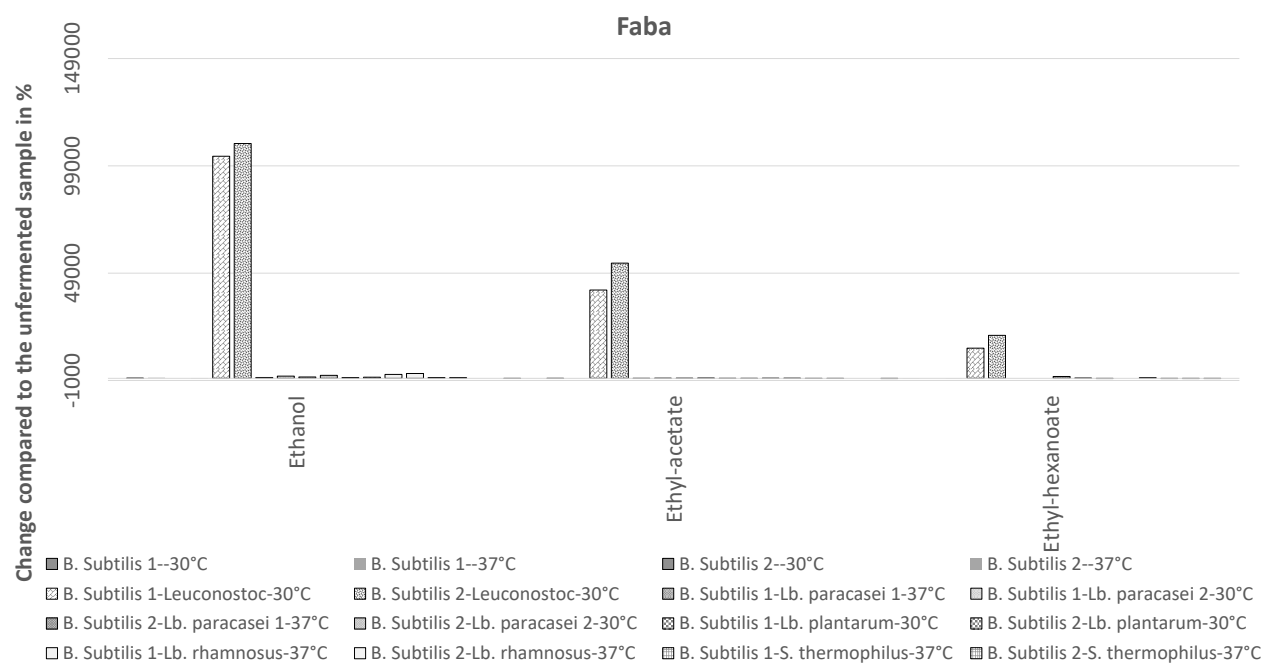 Faba
Change compared to the unfermented sample in %
149000
99000
49000
-1000
Ethanol
Ethyl-acetate
Ethyl-hexanoate
B. Subtilis 1--30°C
B. Subtilis 1--37°C
B. Subtilis 2--30°C
B. Subtilis 2--37°C
B. Subtilis 1-Leuconostoc-30°C
B. Subtilis 2-Leuconostoc-30°C
B. Subtilis 1-Lb. paracasei 1-37°C
B. Subtilis 1-Lb. paracasei 2-30°C
B. Subtilis 2-Lb. paracasei 1-37°C
B. Subtilis 2-Lb. paracasei 2-30°C
B. Subtilis 1-Lb. plantarum-30°C
B. Subtilis 2-Lb. plantarum-30°C
B. Subtilis 1-Lb. rhamnosus-37°C
B. Subtilis 2-Lb. rhamnosus-37°C
B. Subtilis 1-S. thermophilus-37°C
B. Subtilis 2-S. thermophilus-37°C